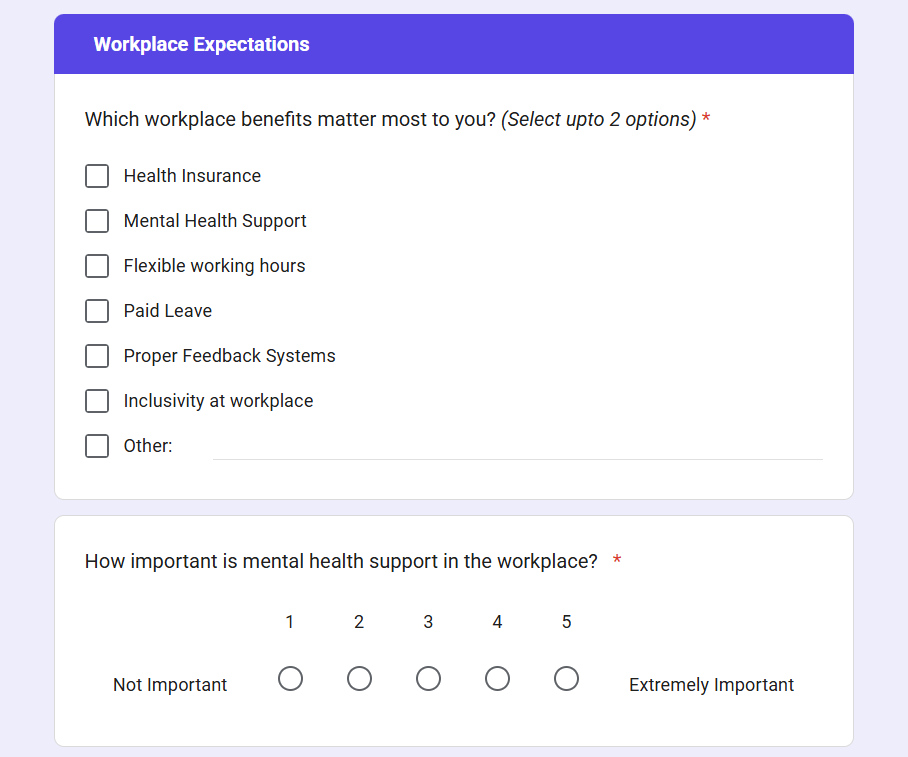 Workplace Expectations
Which workplace benefits matter most to you? (Select upto 2 options) *
Health Insurance
Mental Health Support
Flexible working hours
Paid Leave
Proper Feedback Systems
Inclusivity at workplace
Other:
How important is mental health support in the workplace? *
1 2 3 4 5
Not Important Extremely Important